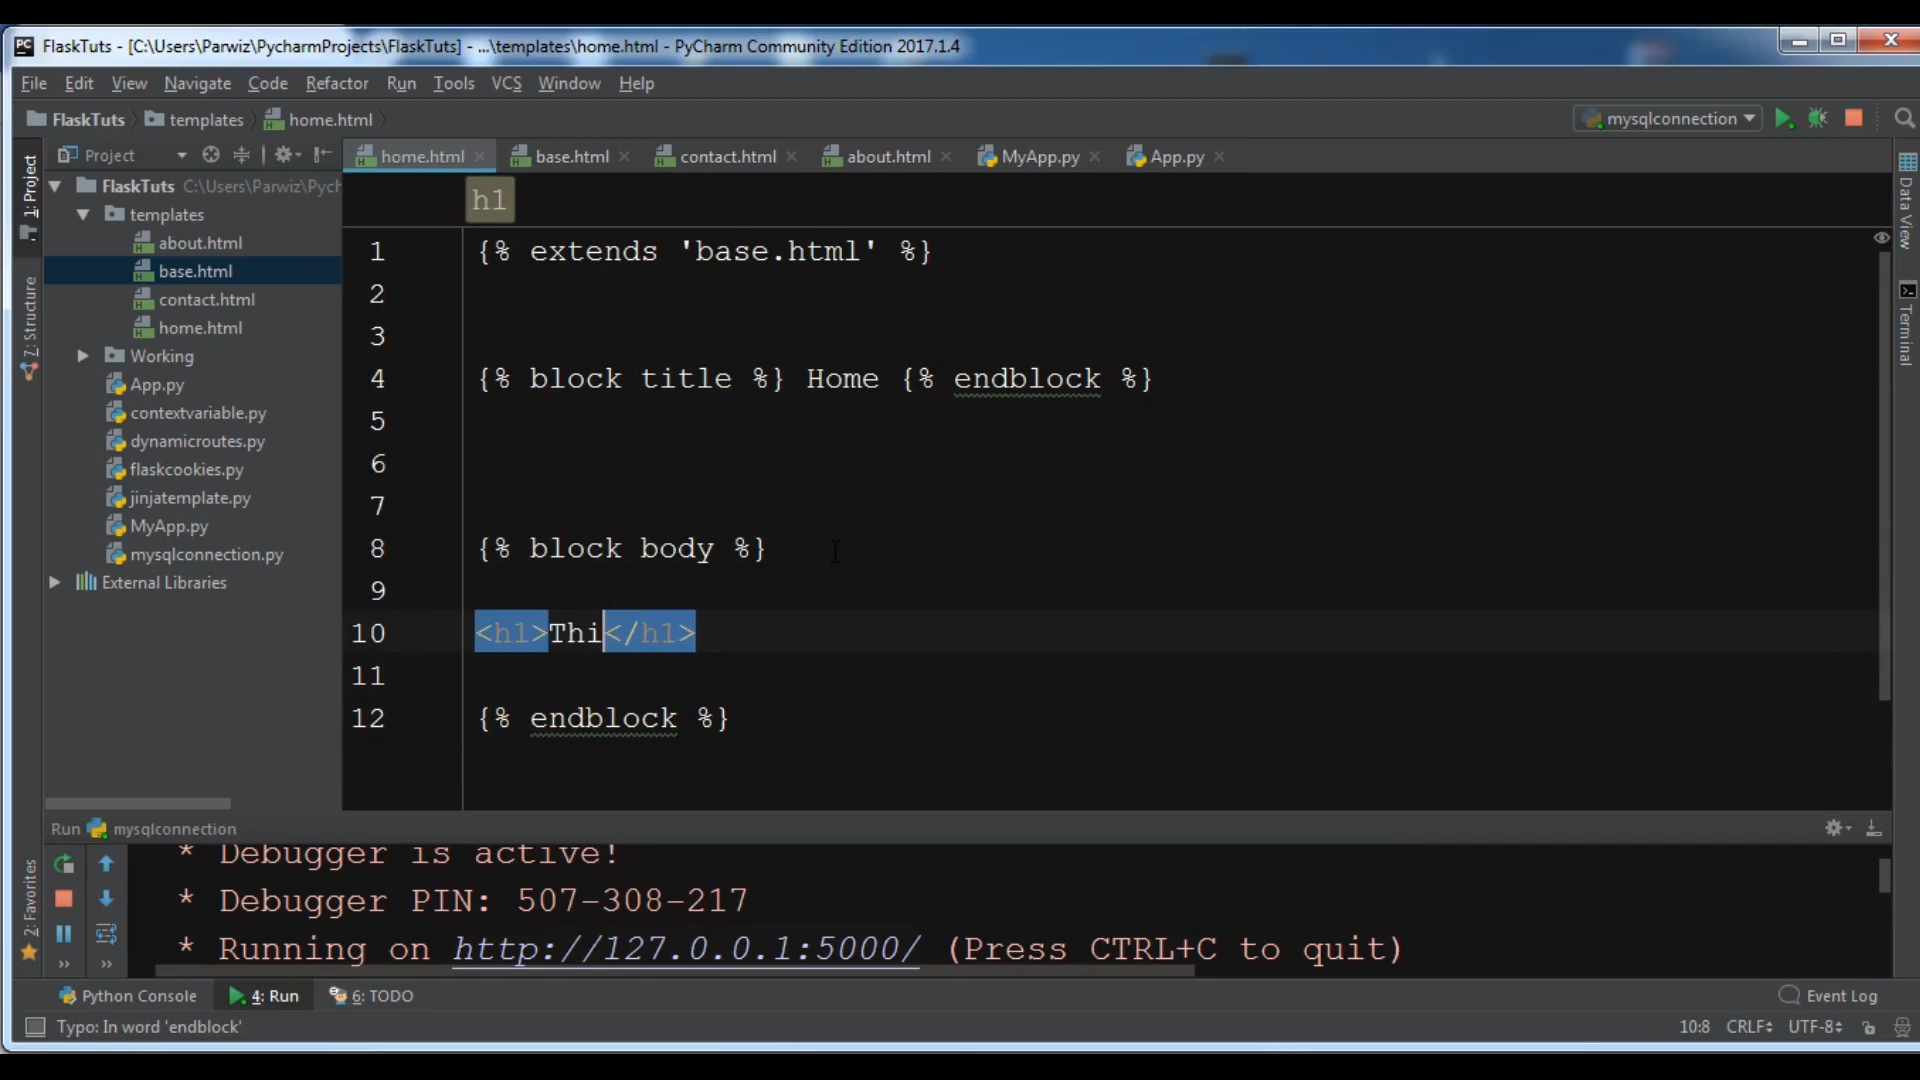 FlaskTuts - [C:\Users\Parwiz\PycharmProjects\FlaskTuts] - ...\templates\home.html - PyCharm Community Edition 2017.1.4
File Edit View Navigate Code Refactor Run Tools VCS Window Help
FlaskTuts templates home.html mysqlconnection
Project home.html base.html contact.html about.html MyApp.py App.py
1: Project
7: Structure
2: Favorites
FlaskTuts C:\Users\Parwiz\Pych
templates
about.html
base.html
contact.html
home.html
Working
App.py
contextvariable.py
dynamicroutes.py
flaskcookies.py
jinjatemplate.py
MyApp.py
mysqlconnection.py
External Libraries
h1
1 {% extends 'base.html' %}
2
3
4 {% block title %} Home {% endblock %}
5
6
7
8 {% block body %}
9
10 <h1>Thi</h1>
11
12 {% endblock %}
Data View
Terminal
Run mysqlconnection
* Debugger is active!
* Debugger PIN: 507-308-217
* Running on http://127.0.0.1:5000/ (Press CTRL+C to quit)
Python Console 4: Run 6: TODO Event Log
Typo: In word 'endblock' 10:8 CRLF UTF-8